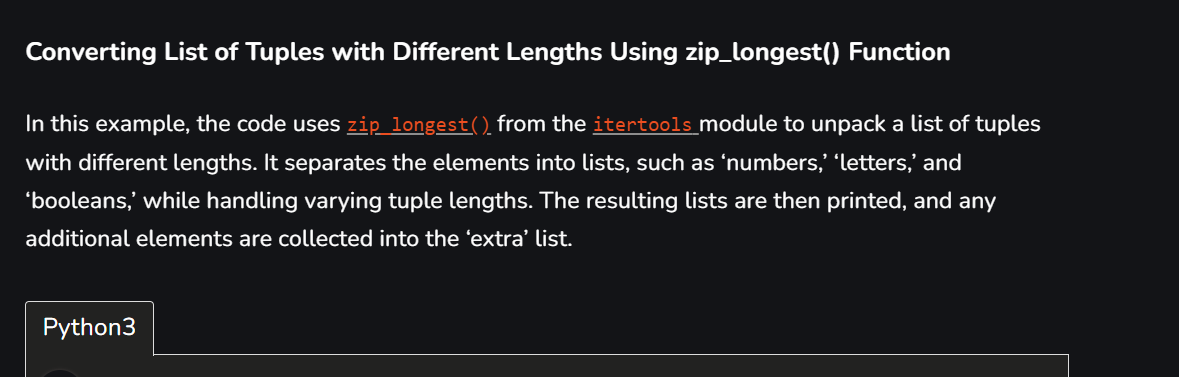 Converting List of Tuples with Different Lengths Using zip_longest() Function
In this example, the code uses zip_longest() from the itertools module to unpack a list of tuples
with different lengths. It separates the elements into lists, such as ‘numbers,’ ‘letters,’ and
‘booleans,’ while handling varying tuple lengths. The resulting lists are then printed, and any
additional elements are collected into the ‘extra’ list.
Python3